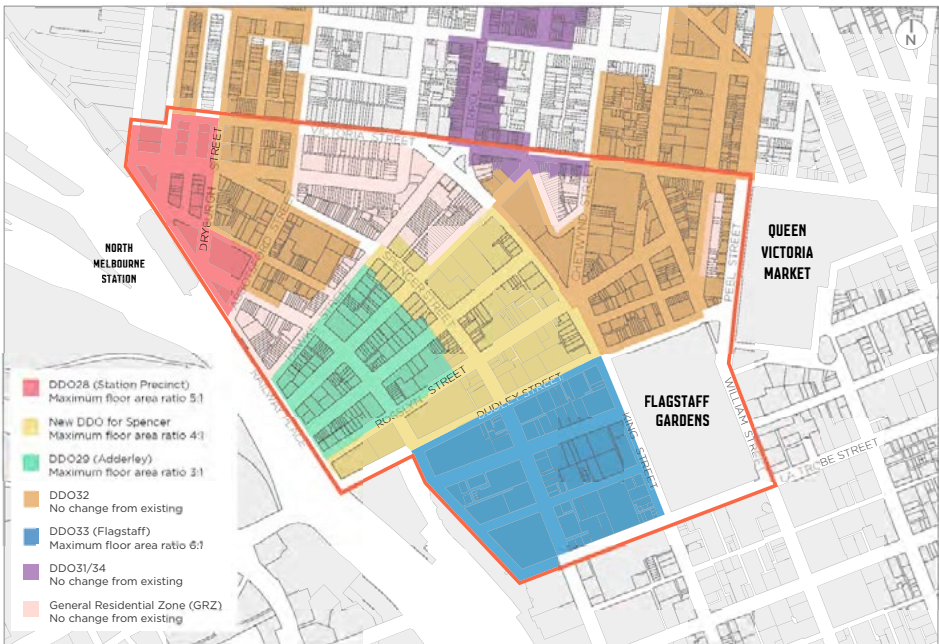 N
VICTORIA STREET
DRYBURGH STREET
CHETWYND
PEEL STREET
QUEEN
VICTORIA
MARKET
NORTH
MELBOURNE
STATION
SPENCER STREET
STREET
DUDLEY STREET
KING STREET
FLAGSTAFF
GARDENS
WILLIAM STREET
LA TROBE STREET
DDO28 (Station Precinct)
Maximum floor area ratio 5:1
New DDO for Spencer
Maximum floor area ratio 4:1
DDO29 (Adderley)
Maximum floor area ratio 3:1
DDO32
No change from existing
DDO33 (Flagstaff)
Maximum floor area ratio 6:1
DDO31/34
No change from existing
General Residential Zone (GRZ)
No change from existing